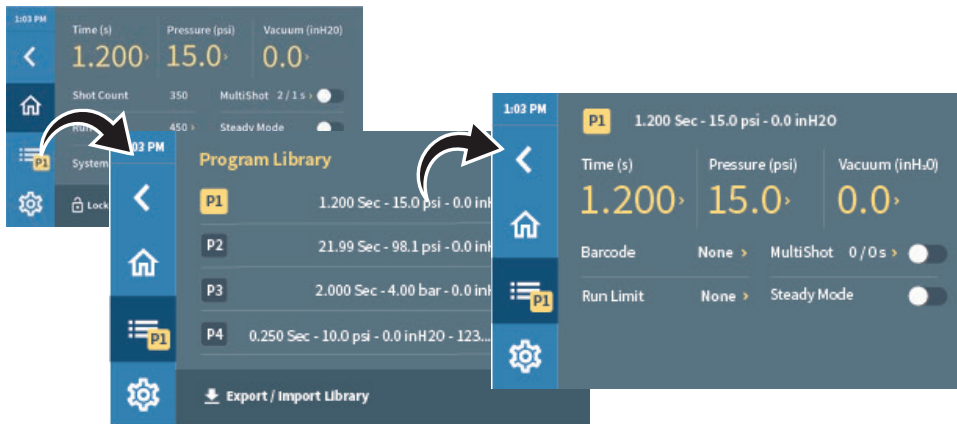 1:03 PM
Time (s) Pressure (psi) Vacuum (inH20)
1.200 › 15.0 › 0.0 ›
Shot Count 350 MultiShot 2 / 1 s ›
450 › Steady Mode
P1
System
Lock
03 PM
Program Library
P1 1.200 Sec - 15.0 psi - 0.0
P2 21.99 Sec - 98.1 psi - 0.0
P3 2.000 Sec - 4.00 bar - 0.0
P1
P4 0.250 Sec - 10.0 psi - 0.0 inH2O - 123...
Export / Import Library
1:03 PM
P1 1.200 Sec - 15.0 psi - 0.0 inH2O
Time (s) Pressure (psi) Vacuum (inH₂0)
1.200 › 15.0 › 0.0 ›
Barcode None › MultiShot 0 / 0 s ›
P1
Run Limit None › Steady Mode